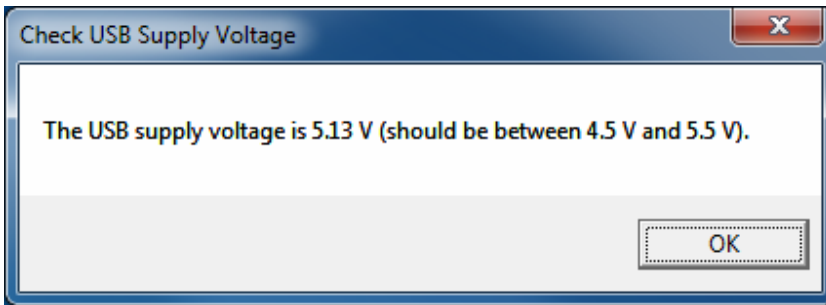 Check USB Supply Voltage
The USB supply voltage is 5.13 V (should be between 4.5 V and 5.5 V).
OK